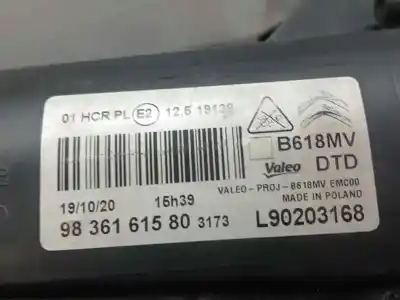 01 HCR PL E2 12.5 19139
B618MV
Valeo DTD
VALEO-PROJ-B618MV EMC00
MADE IN POLAND
19/10/20 15h39
98 361 615 80 3173 L90203168